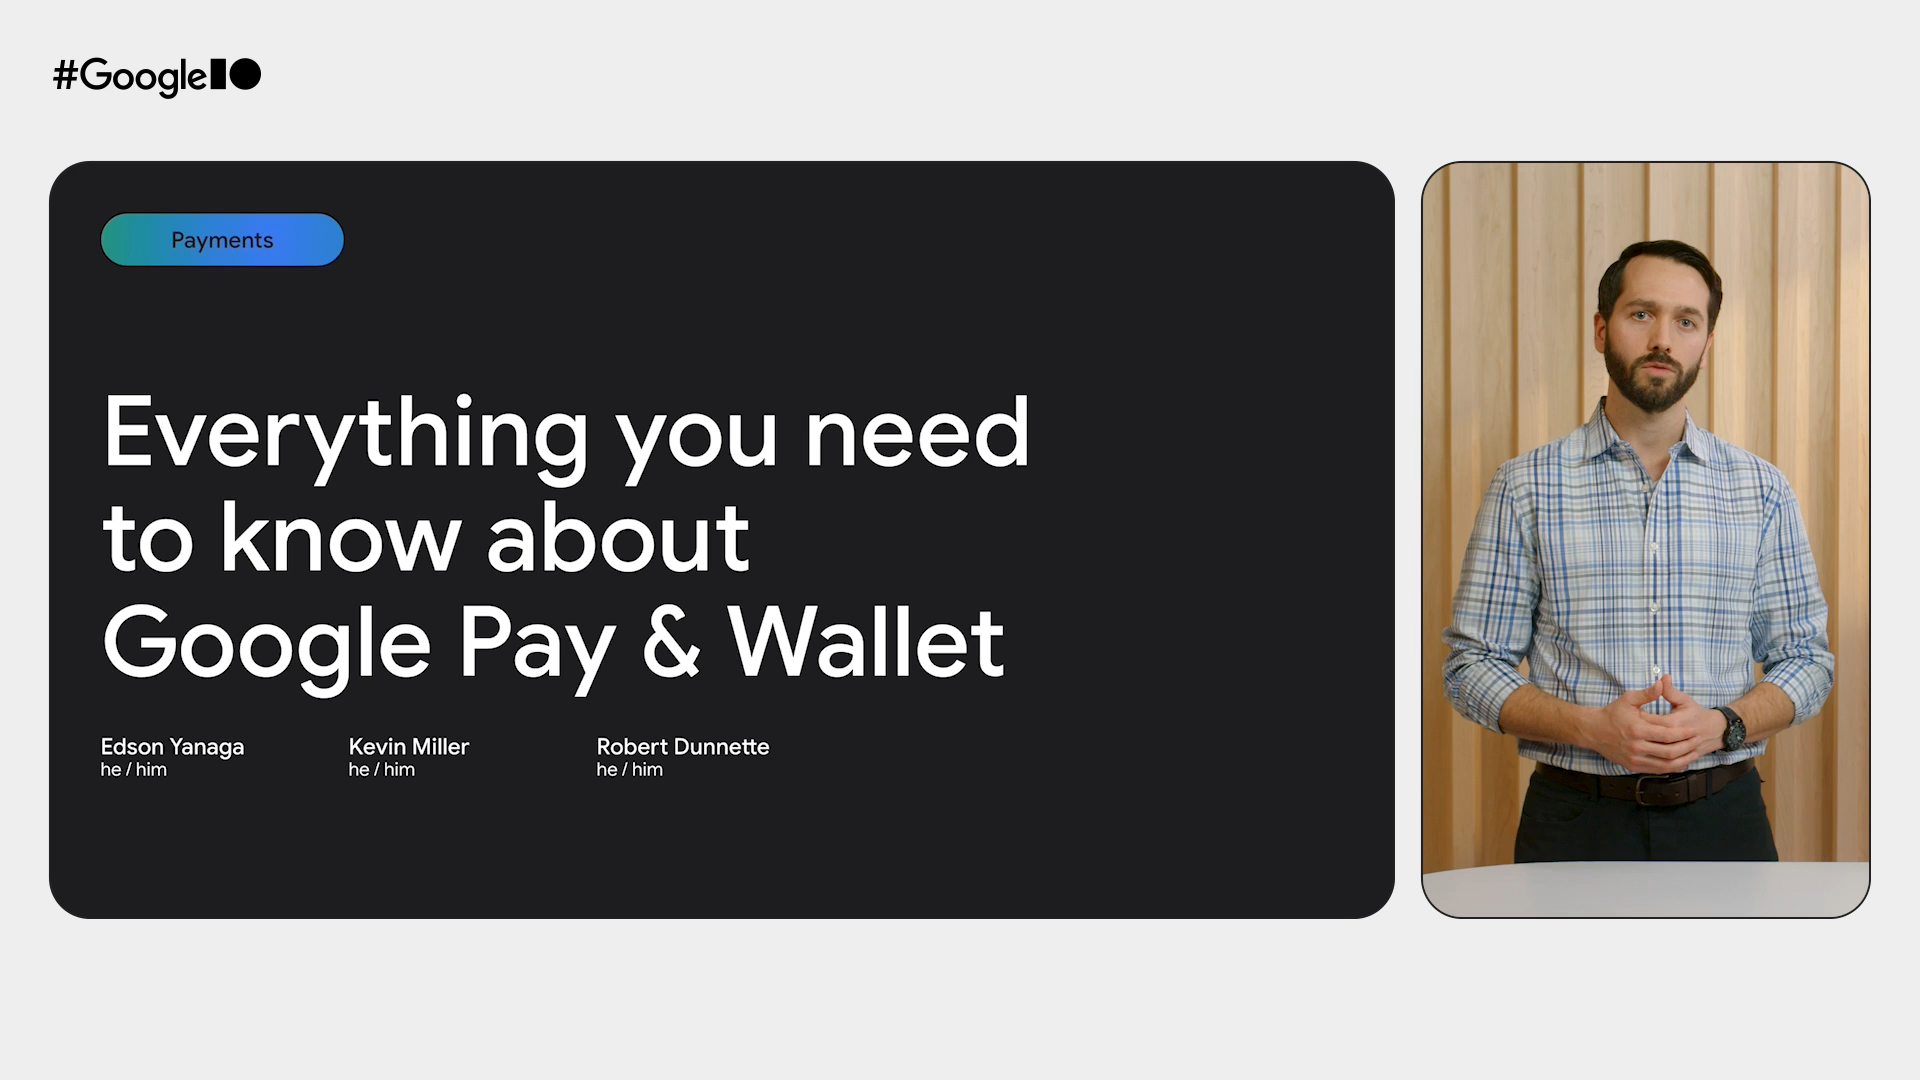 #GoogleIO
Payments
Everything you need
to know about
Google Pay & Wallet
Edson Yanaga Kevin Miller Robert Dunnette
he / him he / him he / him